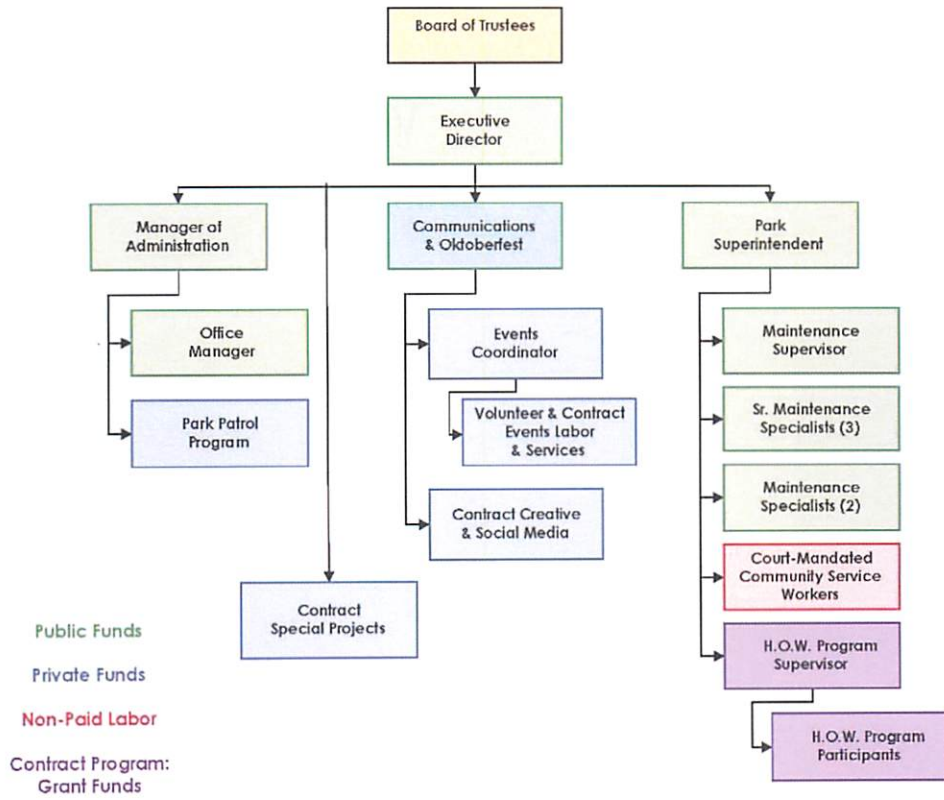 Board of Trustees
Executive
Director
Manager of
Administration
Communications
& Oktoberfest
Park
Superintendent
Office
Manager
Park Patrol
Program
Events
Coordinator
Volunteer & Contract
Events Labor
& Services
Contract Creative
& Social Media
Contract
Special Projects
Maintenance
Supervisor
Sr. Maintenance
Specialists (3)
Maintenance
Specialists (2)
Court-Mandated
Community Service
Workers
H.O.W. Program
Supervisor
H.O.W. Program
Participants
Public Funds
Private Funds
Non-Paid Labor
Contract Program:
Grant Funds